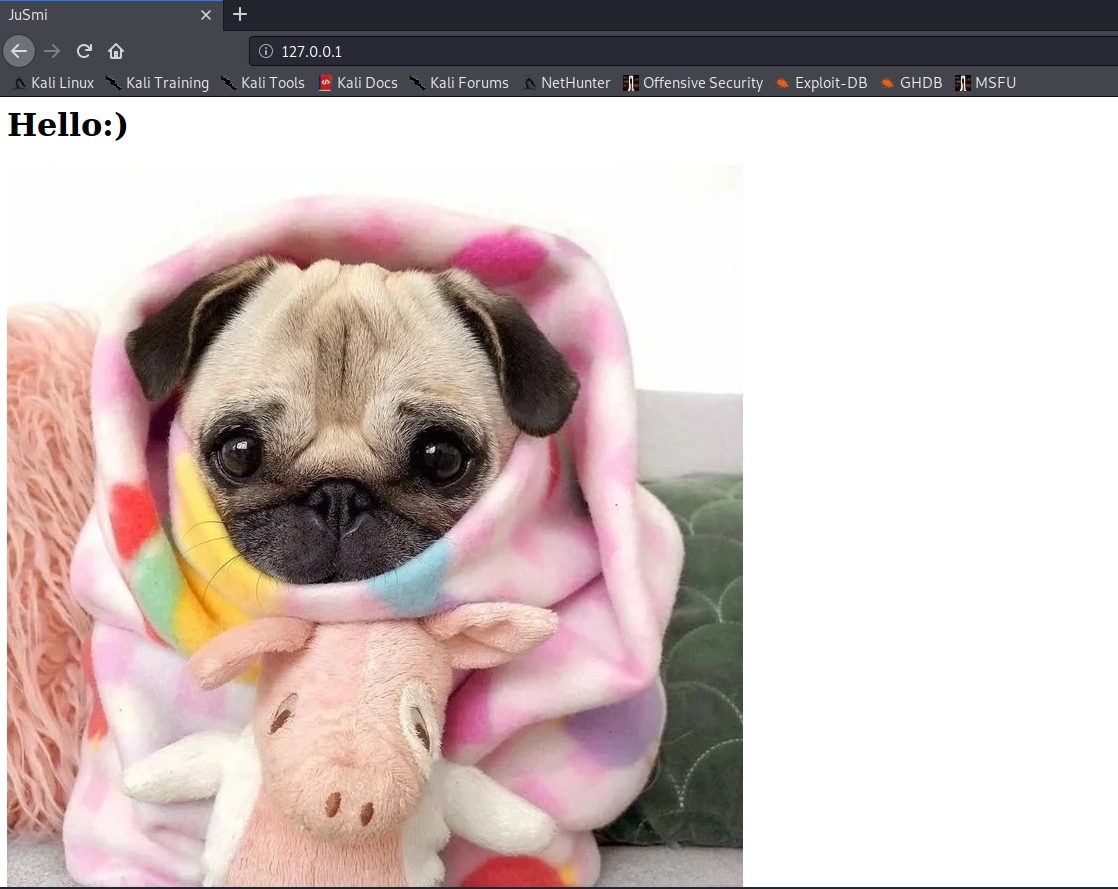 JuSmi
127.0.0.1
Kali Linux Kali Training Kali Tools Kali Docs Kali Forums NetHunter Offensive Security Exploit-DB GHDB MSFU
Hello:)